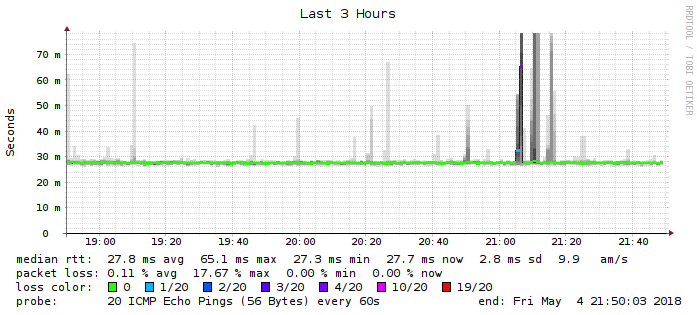 Last 3 Hours
RRDTOOL / TOBI OETIKER
Seconds
70 m
60 m
50 m
40 m
30 m
20 m
10 m
0
19:00 19:20 19:40 20:00 20:20 20:40 21:00 21:20 21:40
median rtt: 27.8 ms avg 65.1 ms max 27.3 ms min 27.7 ms now 2.8 ms sd 9.9 am/s
packet loss: 0.11 % avg 17.67 % max 0.00 % min 0.00 % now
loss color: 0 1/20 2/20 3/20 4/20 10/20 19/20
probe: 20 ICMP Echo Pings (56 Bytes) every 60s end: Fri May 4 21:50:03 2018